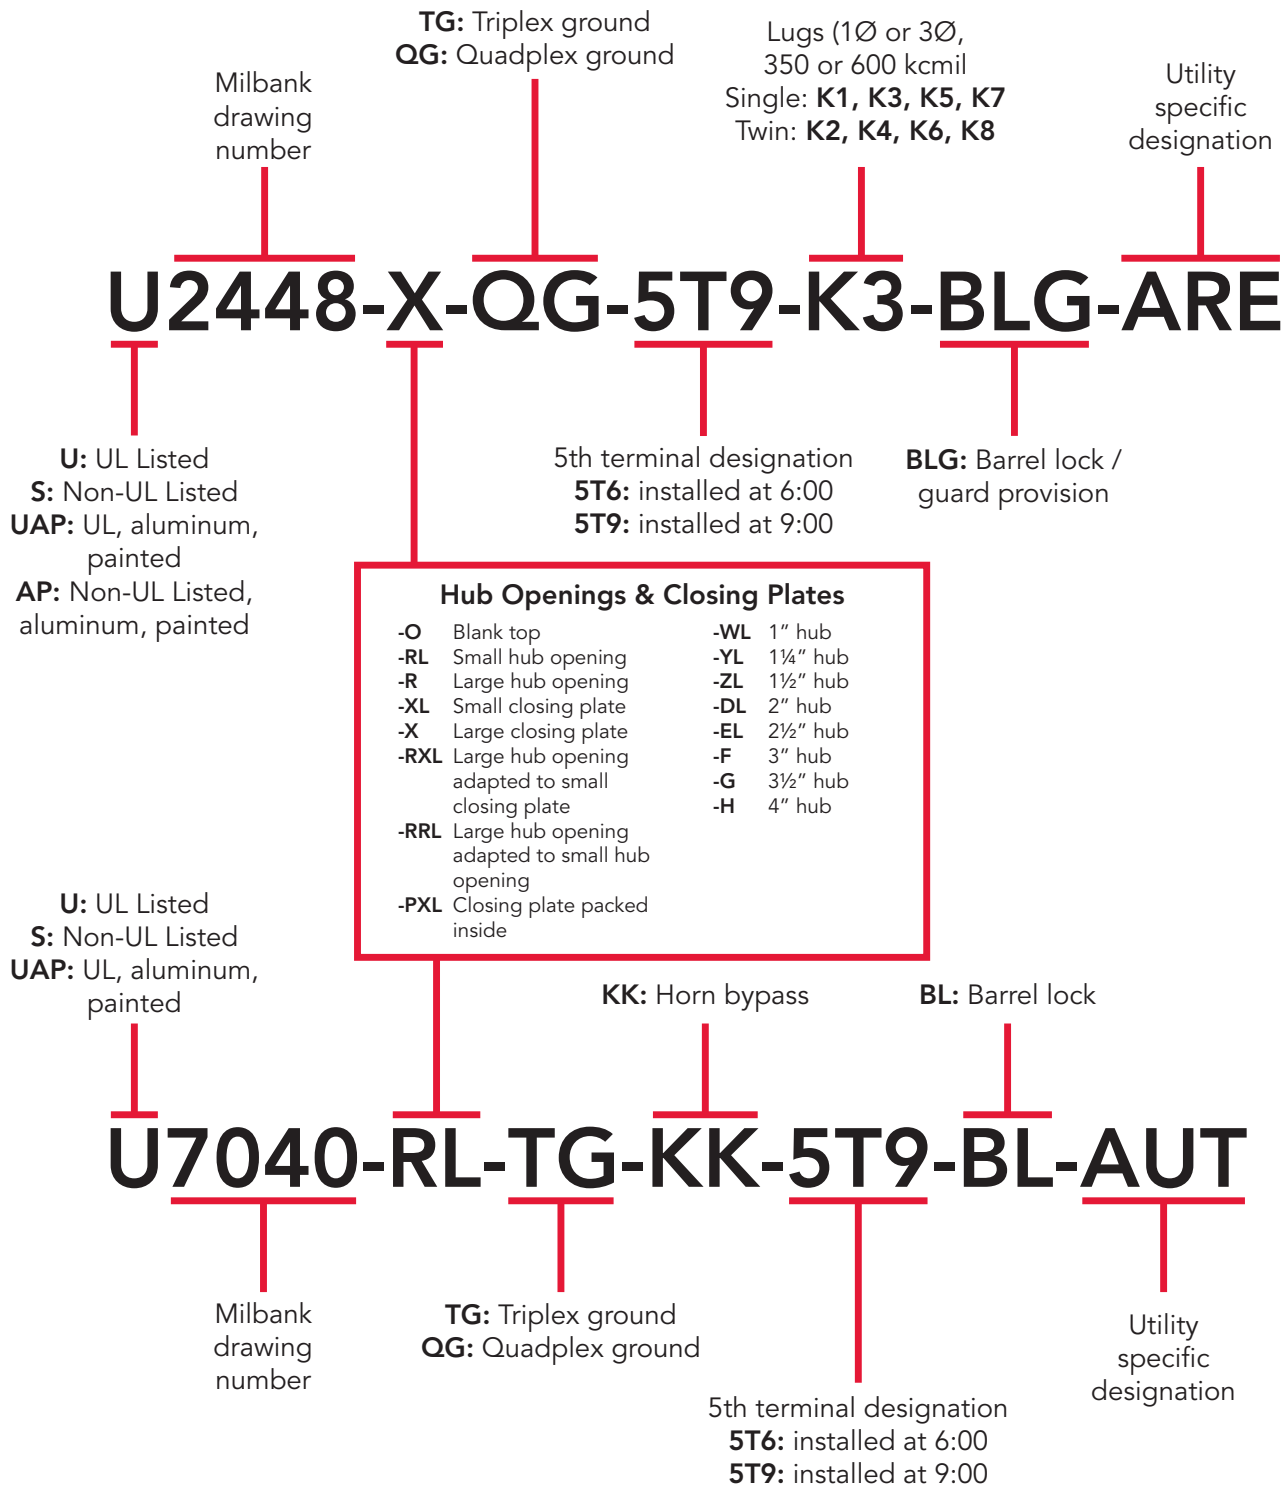 TG: Triplex ground
QG: Quadplex ground
Lugs (1Ø or 3Ø,
350 or 600 kcmil
Single: K1, K3, K5, K7
Twin: K2, K4, K6, K8
Milbank
drawing
number
Utility
specific
designation
U2448-X-QG-5T9-K3-BLG-ARE
U: UL Listed
S: Non-UL Listed
UAP: UL, aluminum,
painted
AP: Non-UL Listed,
aluminum, painted
5th terminal designation
5T6: installed at 6:00
5T9: installed at 9:00
BLG: Barrel lock /
guard provision
Hub Openings & Closing Plates
-O Blank top
-RL Small hub opening
-R Large hub opening
-XL Small closing plate
-X Large closing plate
-RXL Large hub opening
adapted to small
closing plate
-RRL Large hub opening
adapted to small hub
opening
-PXL Closing plate packed
inside
-WL 1” hub
-YL 1¼” hub
-ZL 1½” hub
-DL 2” hub
-EL 2½” hub
-F 3” hub
-G 3½” hub
-H 4” hub
U: UL Listed
S: Non-UL Listed
UAP: UL, aluminum,
painted
KK: Horn bypass
BL: Barrel lock
U7040-RL-TG-KK-5T9-BL-AUT
Milbank
drawing
number
TG: Triplex ground
QG: Quadplex ground
5th terminal designation
5T6: installed at 6:00
5T9: installed at 9:00
Utility
specific
designation